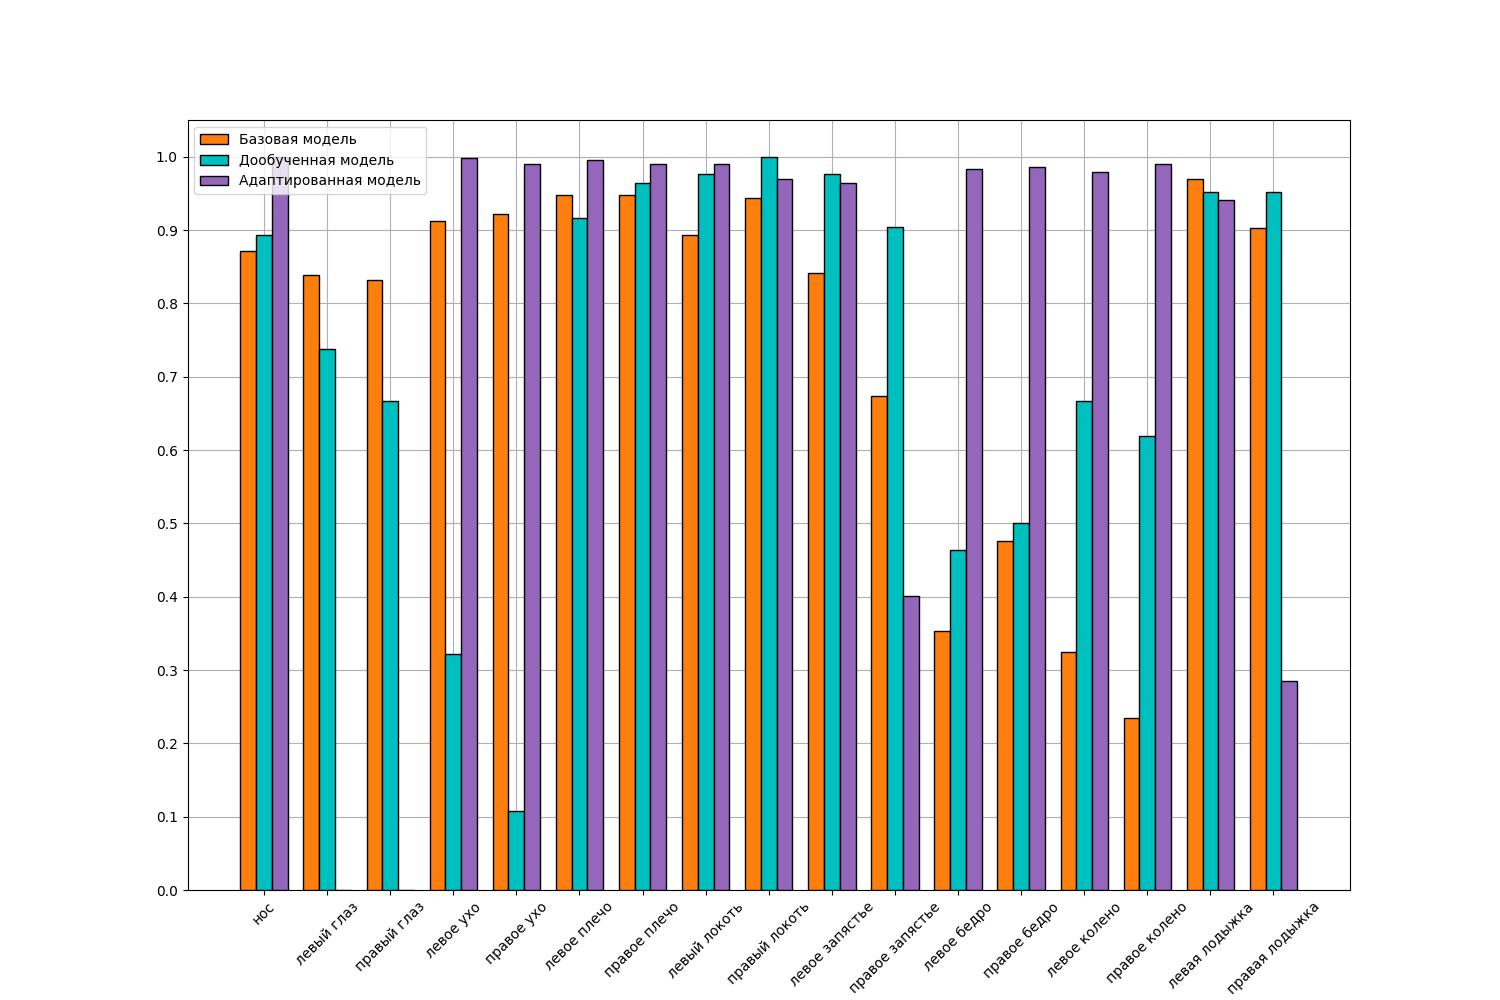 Базовая модель
Дообученная модель
Адаптированная модель
1.0
0.9
0.8
0.7
0.6
0.5
0.4
0.3
0.2
0.1
0.0
нос
левый глаз
правый глаз
левое ухо
правое ухо
левое плечо
правое плечо
левый локоть
правый локоть
левое запястье
правое запястье
левое бедро
правое бедро
левое колено
правое колено
левая лодыжка
правая лодыжка